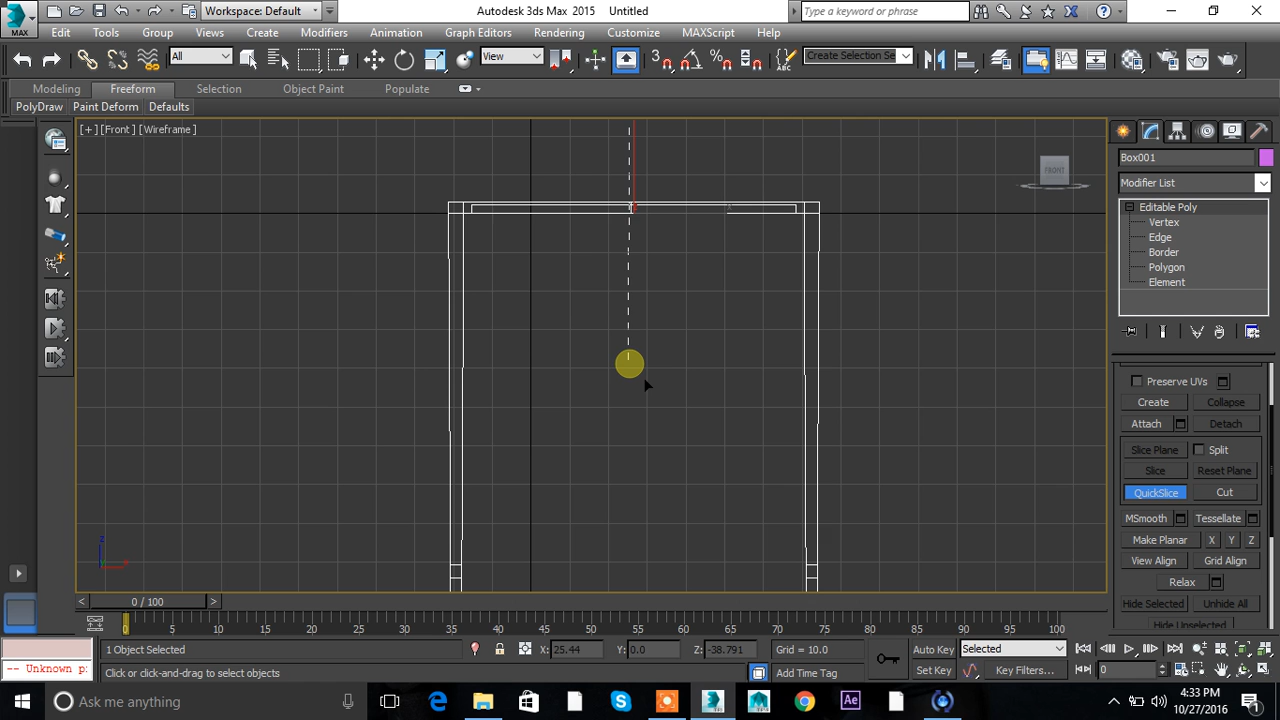 MAX
Workspace: Default
Autodesk 3ds Max 2015
Untitled
Type a keyword or phrase
Edit Tools Group Views Create Modifiers Animation Graph Editors Rendering Customize MAXScript Help
All
View
Create Selection Se
Modeling Freeform Selection Object Paint Populate
PolyDraw Paint Deform Defaults
[+] [Front] [Wireframe]
FRONT
Box001
Modifier List
Editable Poly
Vertex
Edge
Border
Polygon
Element
Preserve UVs
Create Collapse
Attach Detach
Slice Plane Split
Slice Reset Plane
QuickSlice Cut
MSmooth Tessellate
Make Planar X Y Z
View Align Grid Align
Relax
Hide Selected Unhide All
Hide Unselected
z
x
< 0 / 100 >
0 5 10 15 20 25 30 35 40 45 50 55 60 65 70 75 80 85 90 95 100
1 Object Selected
X: 25.44 Y: 0.0 Z: -38.791 Grid = 10.0
Auto Key Selected
-- Unknown p
Click or click-and-drag to select objects
Add Time Tag
Set Key Key Filters...
0
Ask me anything
Ae
4:33 PM
10/27/2016